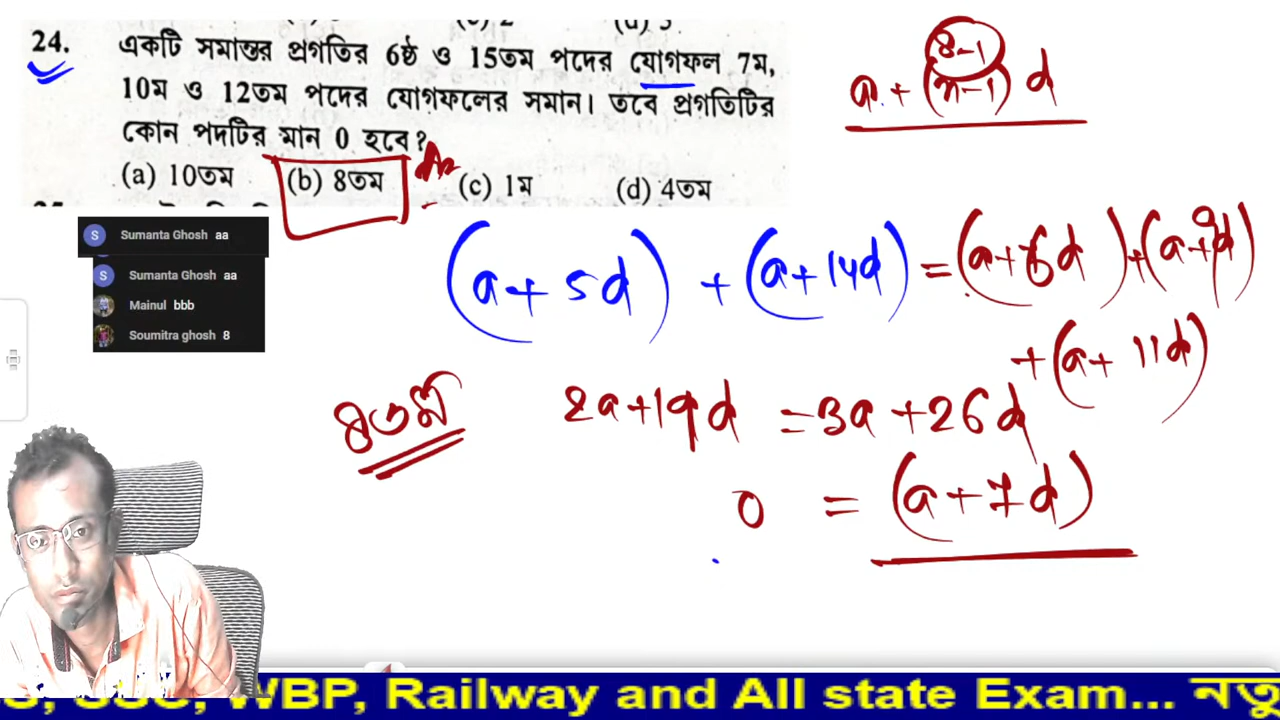 24. একটি সমান্তর প্রগতির 6ষ্ঠ ও 15তম পদের যোগফল 7ম,
10ম ও 12তম পদের যোগফলের সমান। তবে প্রগতিটির
কোন পদটির মান 0 হবে?
(a) 10তম (b) 8তম (c) 1ম (d) 4তম
8-1
a + (n-1) d
S Sumanta Ghosh aa
S Sumanta Ghosh aa
Mainul bbb
Soumitra ghosh 8
(a + 5d) + (a + 14d) = (a + 6d) + (a + 9d)
+ (a + 11d)
8তম
2a + 19d = 3a + 26d
0 = (a + 7d)
WBP, Railway and All state Exam... নতু